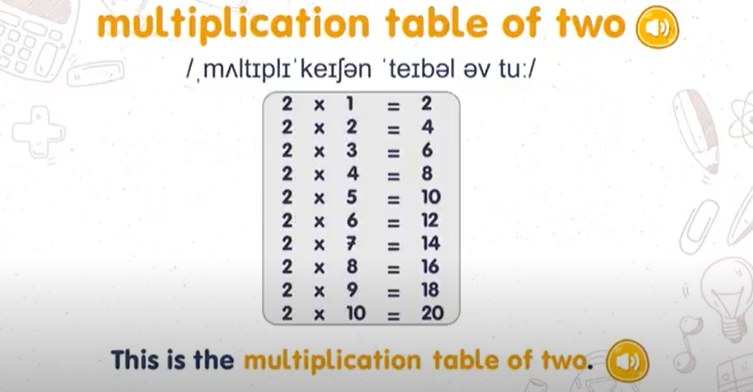 multiplication table of two
/ˌmʌltɪplɪˈkeɪʃən ˈteɪbəl əv tuː/
2 x 1 = 2
2 x 2 = 4
2 x 3 = 6
2 x 4 = 8
2 x 5 = 10
2 x 6 = 12
2 x 7 = 14
2 x 8 = 16
2 x 9 = 18
2 x 10 = 20
This is the multiplication table of two.